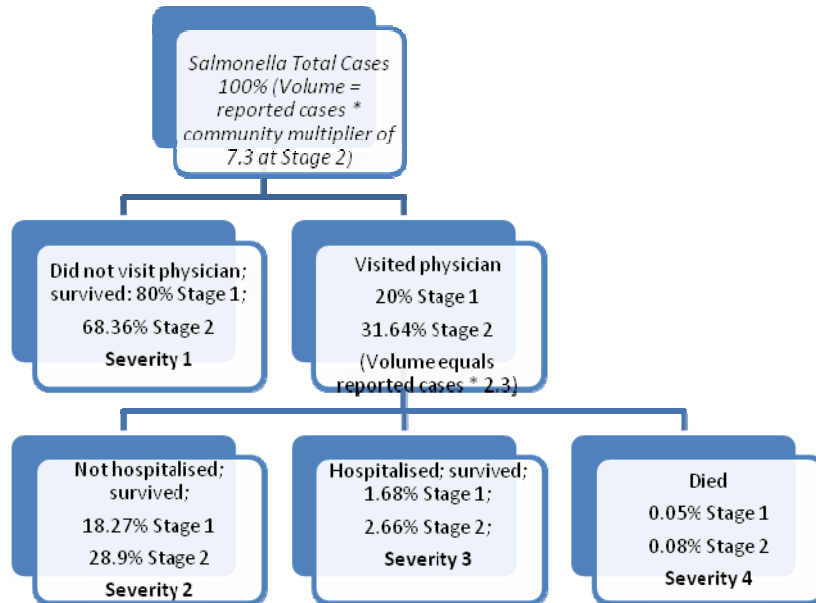 Salmonella Total Cases
100% (Volume =
reported cases *
community multiplier of
7.3 at Stage 2)
Did not visit physician;
survived: 80% Stage 1;
68.36% Stage 2
Severity 1
Visited physician
20% Stage 1
31.64% Stage 2
(Volume equals
reported cases * 2.3)
Not hospitalised;
survived;
18.27% Stage 1
28.9% Stage 2
Severity 2
Hospitalised; survived;
1.68% Stage 1;
2.66% Stage 2;
Severity 3
Died
0.05% Stage 1
0.08% Stage 2
Severity 4